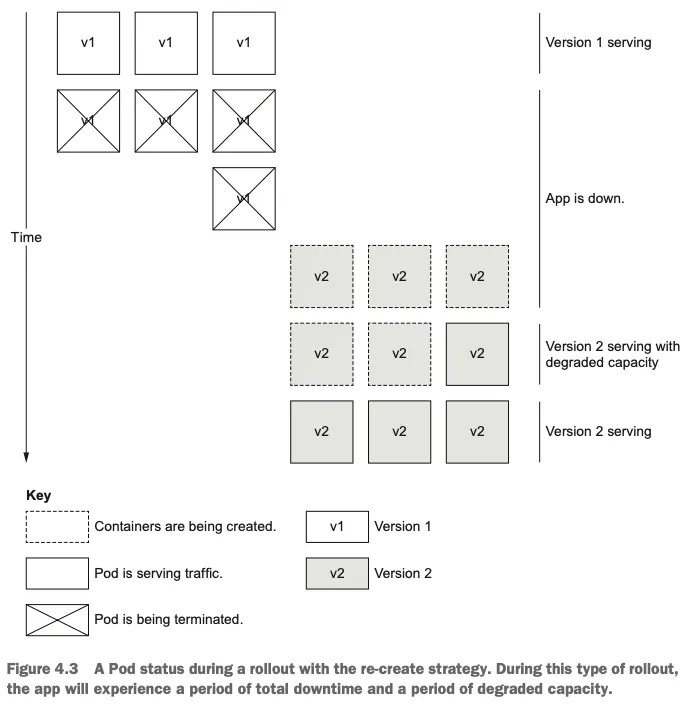 v1 v1 v1 Version 1 serving
v1 v1 v1
v1 App is down.
Time
v2 v2 v2
v2 v2 v2 Version 2 serving with
degraded capacity
v2 v2 v2 Version 2 serving
Key
Containers are being created. v1 Version 1
Pod is serving traffic. v2 Version 2
Pod is being terminated.
Figure 4.3 A Pod status during a rollout with the re-create strategy. During this type of rollout,
the app will experience a period of total downtime and a period of degraded capacity.